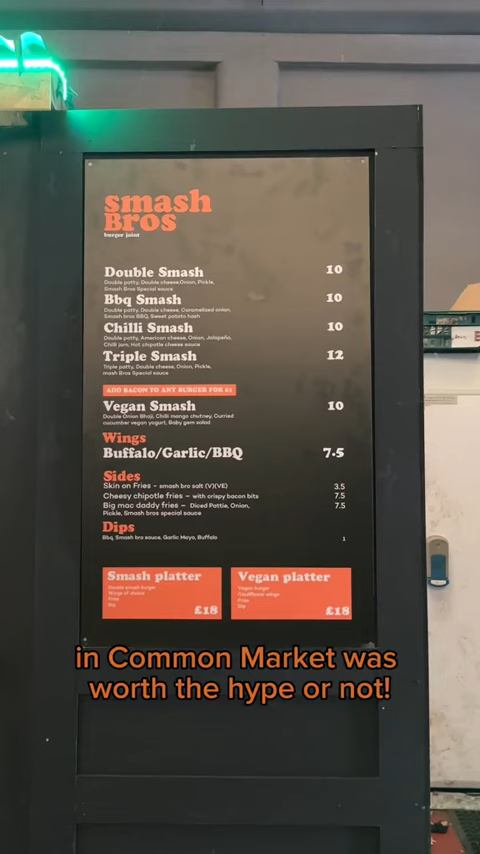 smash
Bros
burger joint
Double Smash 10
Double patty, Double cheese, Onion, Pickle,
Smash Bros Special sauce
Bbq Smash 10
Double patty, Double cheese, Caramelized onion,
Smash bros BBQ, Sweet potato hash
Chilli Smash 10
Double patty, American cheese, Onion, Jalapeño,
Chilli jam, Hot chipotle cheese sauce
Triple Smash 12
Triple patty, Double cheese, Onion, Pickle,
mash Bros Special sauce
ADD BACON TO ANY BURGER FOR £1
Vegan Smash 10
Double Onion Bhaji, Chilli mango chutney, Curried
cucumber vegan yogurt, Baby gem salad
Wings
Buffalo/Garlic/BBQ 7.5
Sides
Skin on Fries - smash bro salt (V)(VE) 3.5
Cheesy chipotle fries - with crispy bacon bits 7.5
Big mac daddy fries - Diced Pattie, Onion, 7.5
Pickle, Smash bros special sauce
Dips
Bbq, Smash bro sauce, Garlic Mayo, Buffalo 1
Smash platter
Double smash burger
Wings of choice
Fries
Dip
£18
Vegan platter
Vegan burger
Cauliflower wings
Fries
Dip
£18
in Common Market was
worth the hype or not!